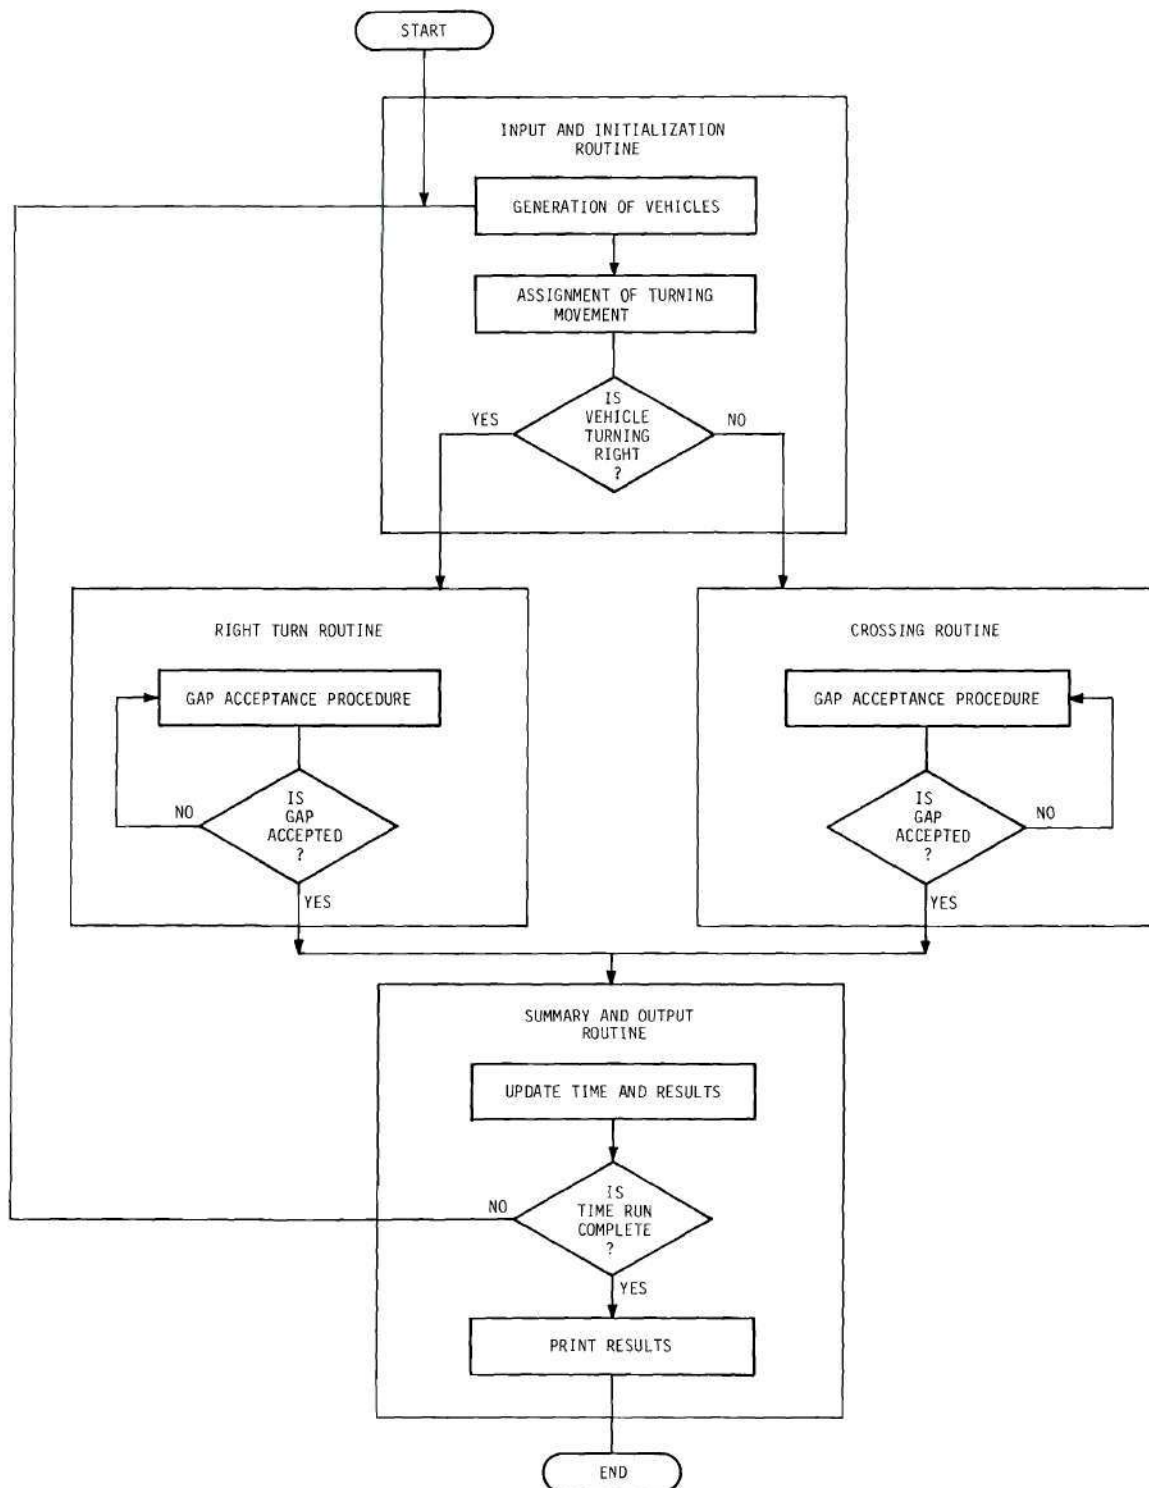 START
INPUT AND INITIALIZATION
ROUTINE
GENERATION OF VEHICLES
ASSIGNMENT OF TURNING
MOVEMENT
IS
VEHICLE
TURNING
RIGHT
?
YES
NO
RIGHT TURN ROUTINE
GAP ACCEPTANCE PROCEDURE
IS
GAP
ACCEPTED
?
NO
YES
CROSSING ROUTINE
GAP ACCEPTANCE PROCEDURE
IS
GAP
ACCEPTED
?
NO
YES
SUMMARY AND OUTPUT
ROUTINE
UPDATE TIME AND RESULTS
IS
TIME RUN
COMPLETE
?
NO
YES
PRINT RESULTS
END